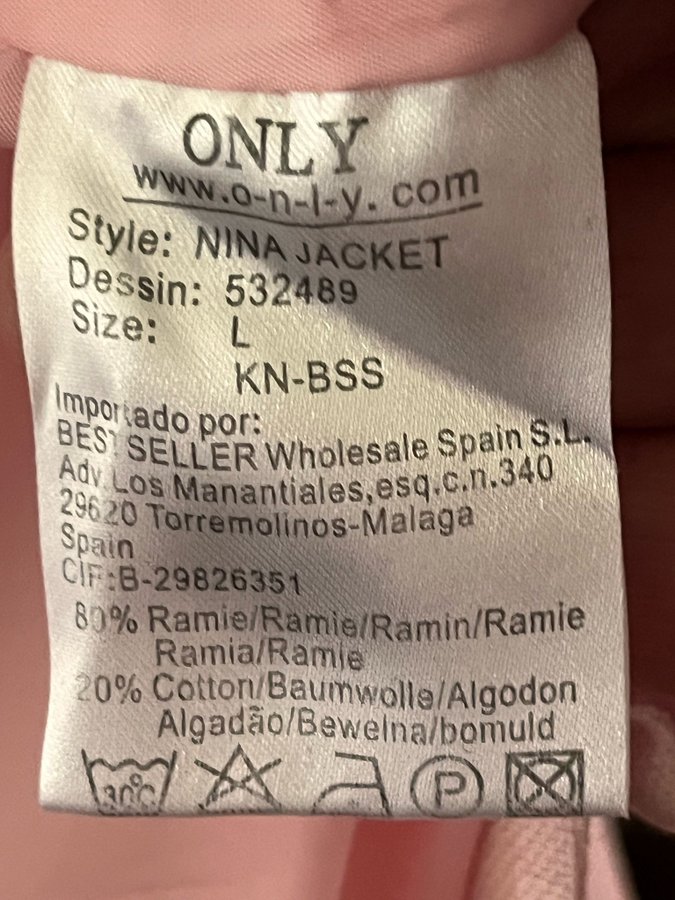 ONLY
www.o-n-l-y.com
Style: NINA JACKET
Dessin: 532489
Size: L
KN-BSS
Importado por:
BEST SELLER Wholesale Spain S.L.
Adv.Los Manantiales,esq.c.n.340
29620 Torremolinos-Malaga
Spain
CIF:B-29826351
80% Ramie/Ramie/Ramin/Ramie
Ramia/Ramie
20% Cotton/Baumwolle/Algodon
Algadão/Bewelna/bomuld
30°C
P